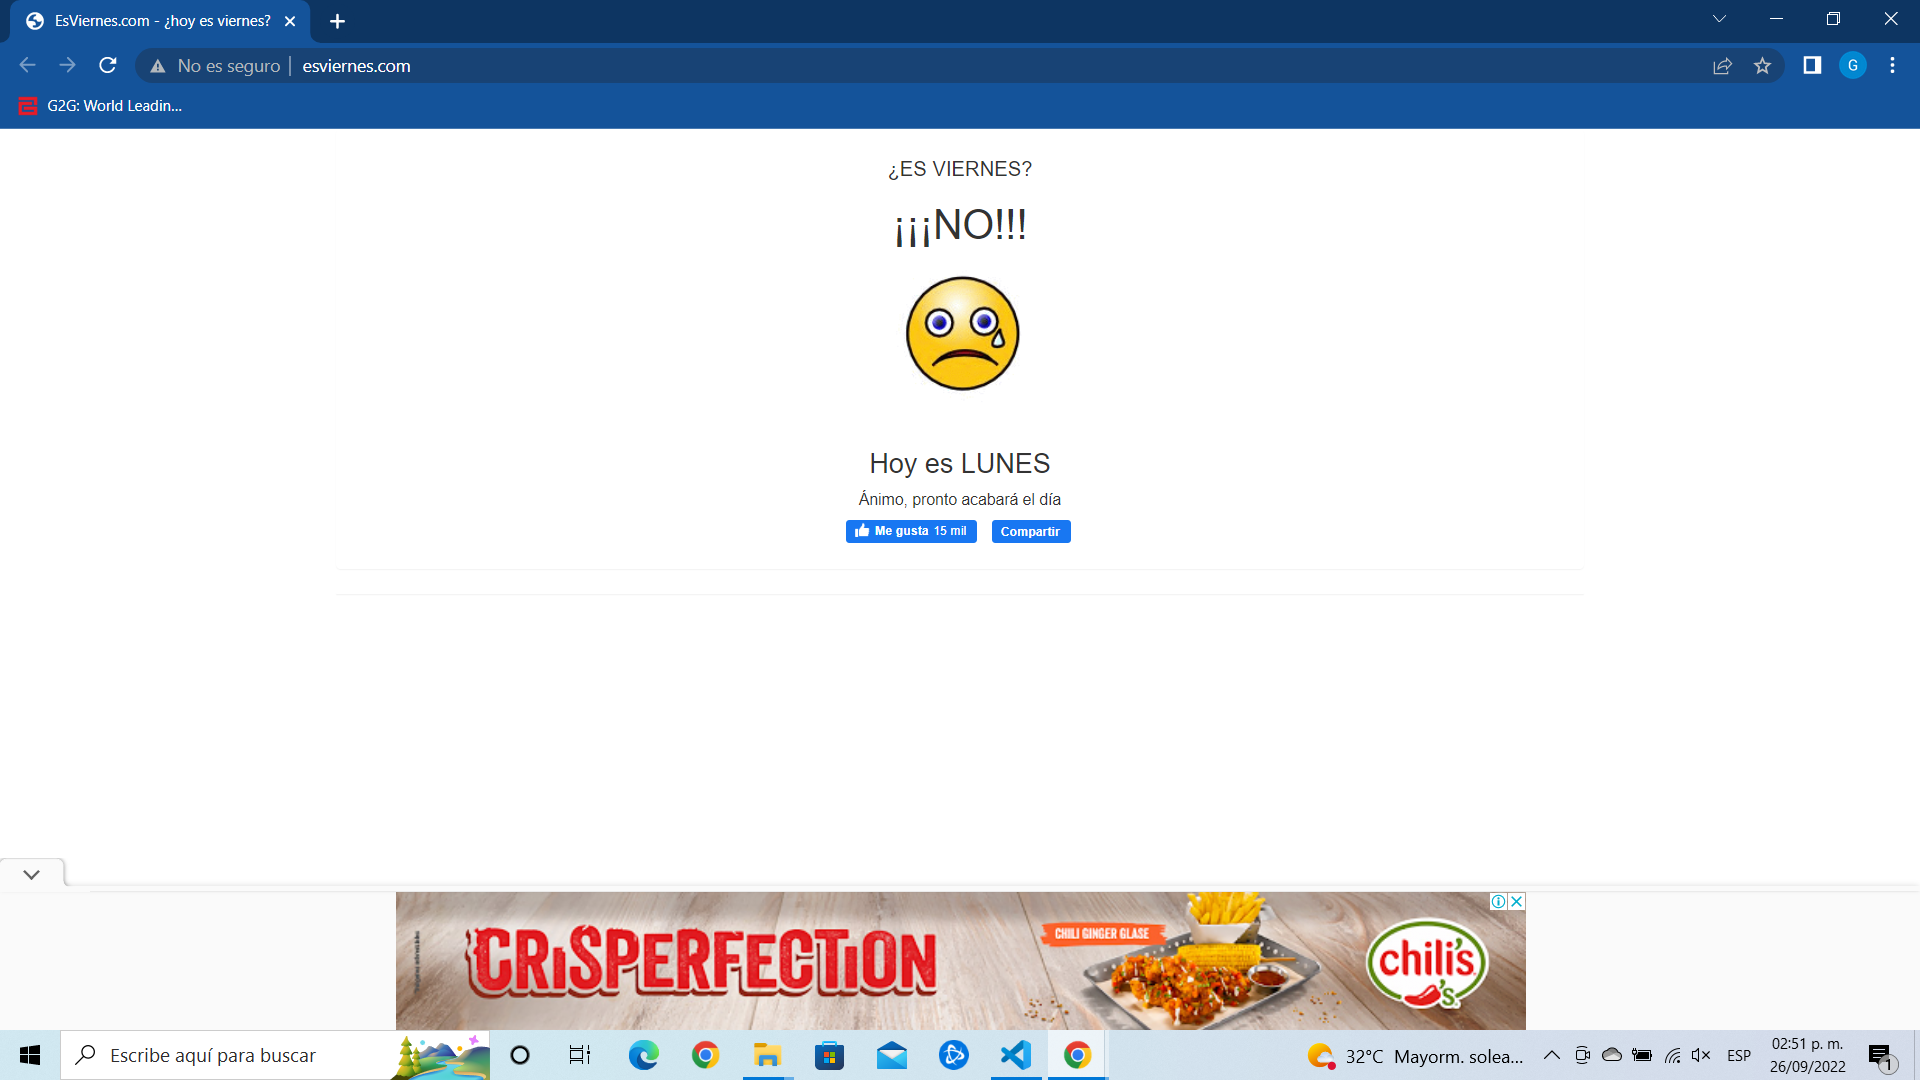 EsViernes.com - ¿hoy es viernes?
No es seguro
esviernes.com
G
G2G: World Leadin...
¿ES VIERNES?
¡¡¡NO!!!
Hoy es LUNES
Ánimo, pronto acabará el día
Me gusta 15 mil
Compartir
CRISPERFECTION
CHILI GINGER GLASE
chili's
Escribe aquí para buscar
32°C Mayorm. solea...
ESP
02:51 p. m.
26/09/2022
1